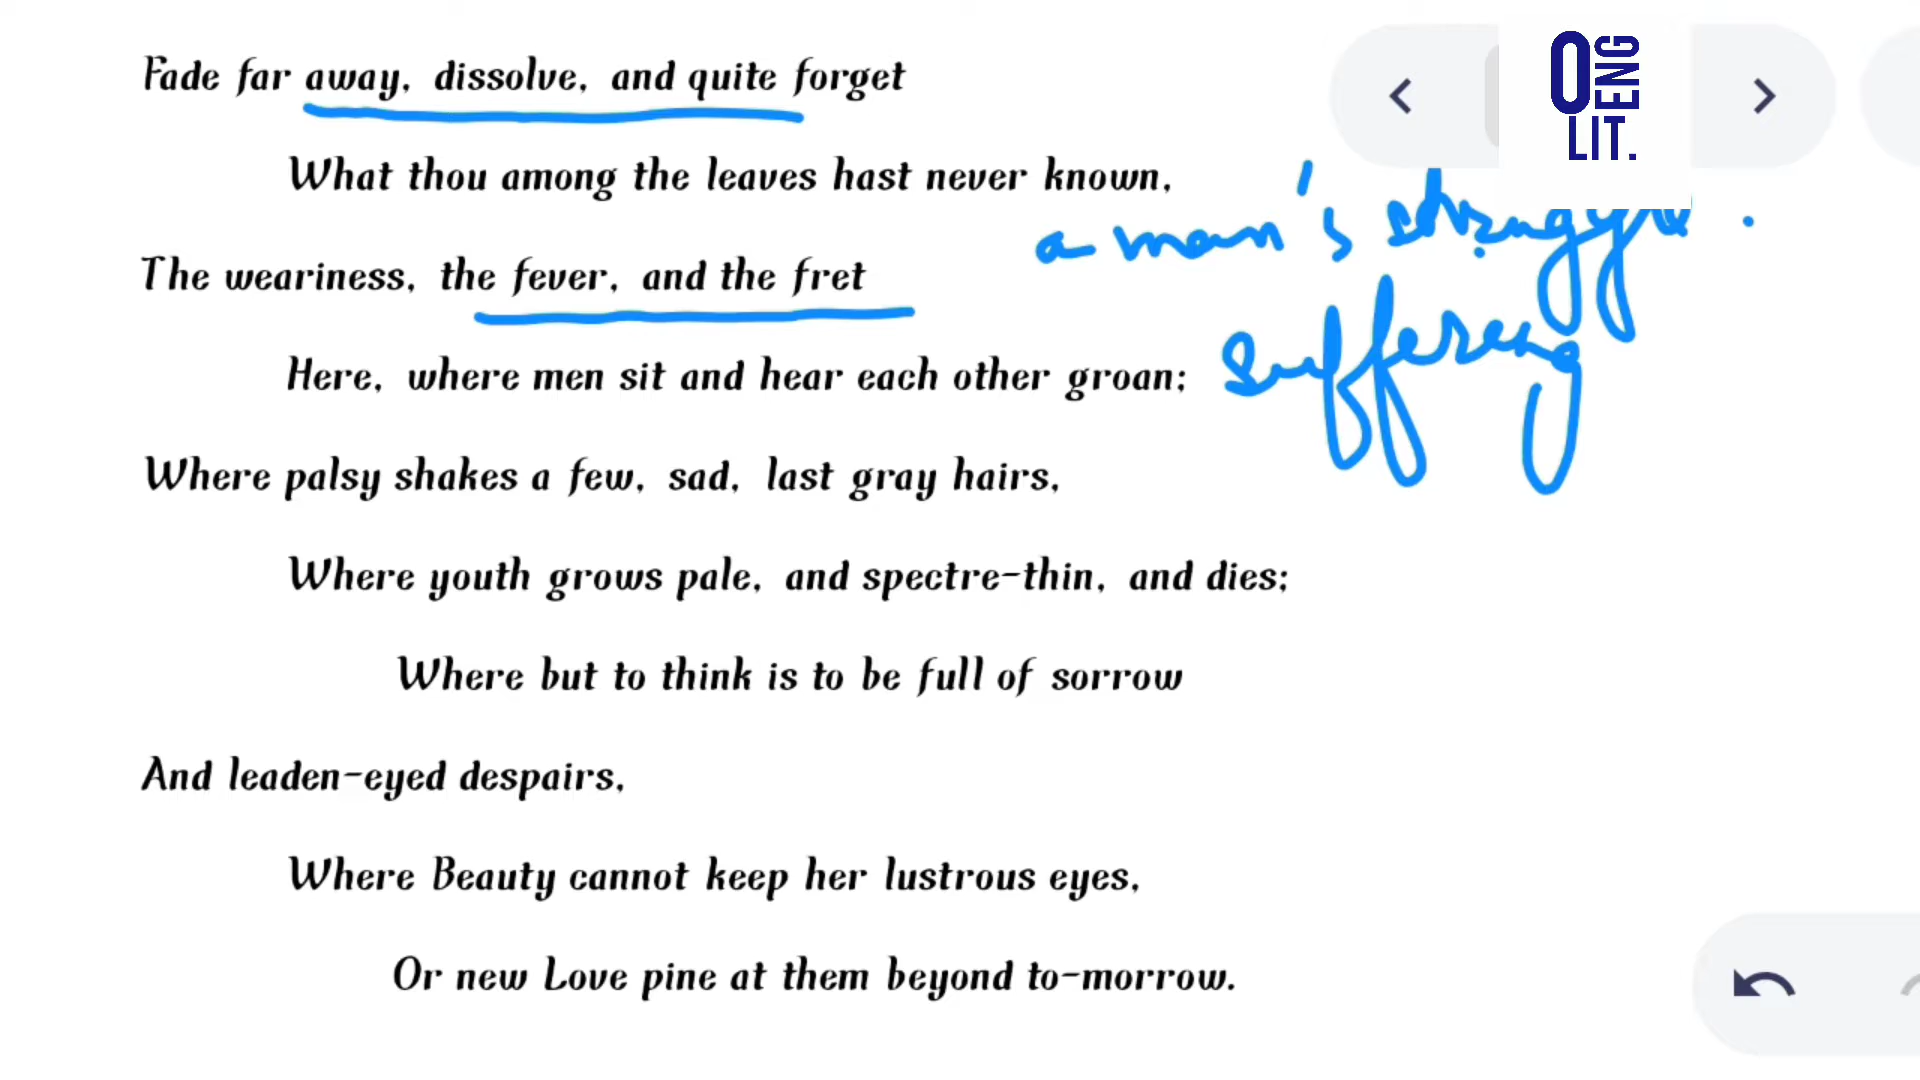 Fade far away, dissolve, and quite forget
What thou among the leaves hast never known,
The weariness, the fever, and the fret
Here, where men sit and hear each other groan;
Where palsy shakes a few, sad, last gray hairs,
Where youth grows pale, and spectre-thin, and dies;
Where but to think is to be full of sorrow
And leaden-eyed despairs,
Where Beauty cannot keep her lustrous eyes,
Or new Love pine at them beyond to-morrow.
O ENG
LIT.
a man's
suffering